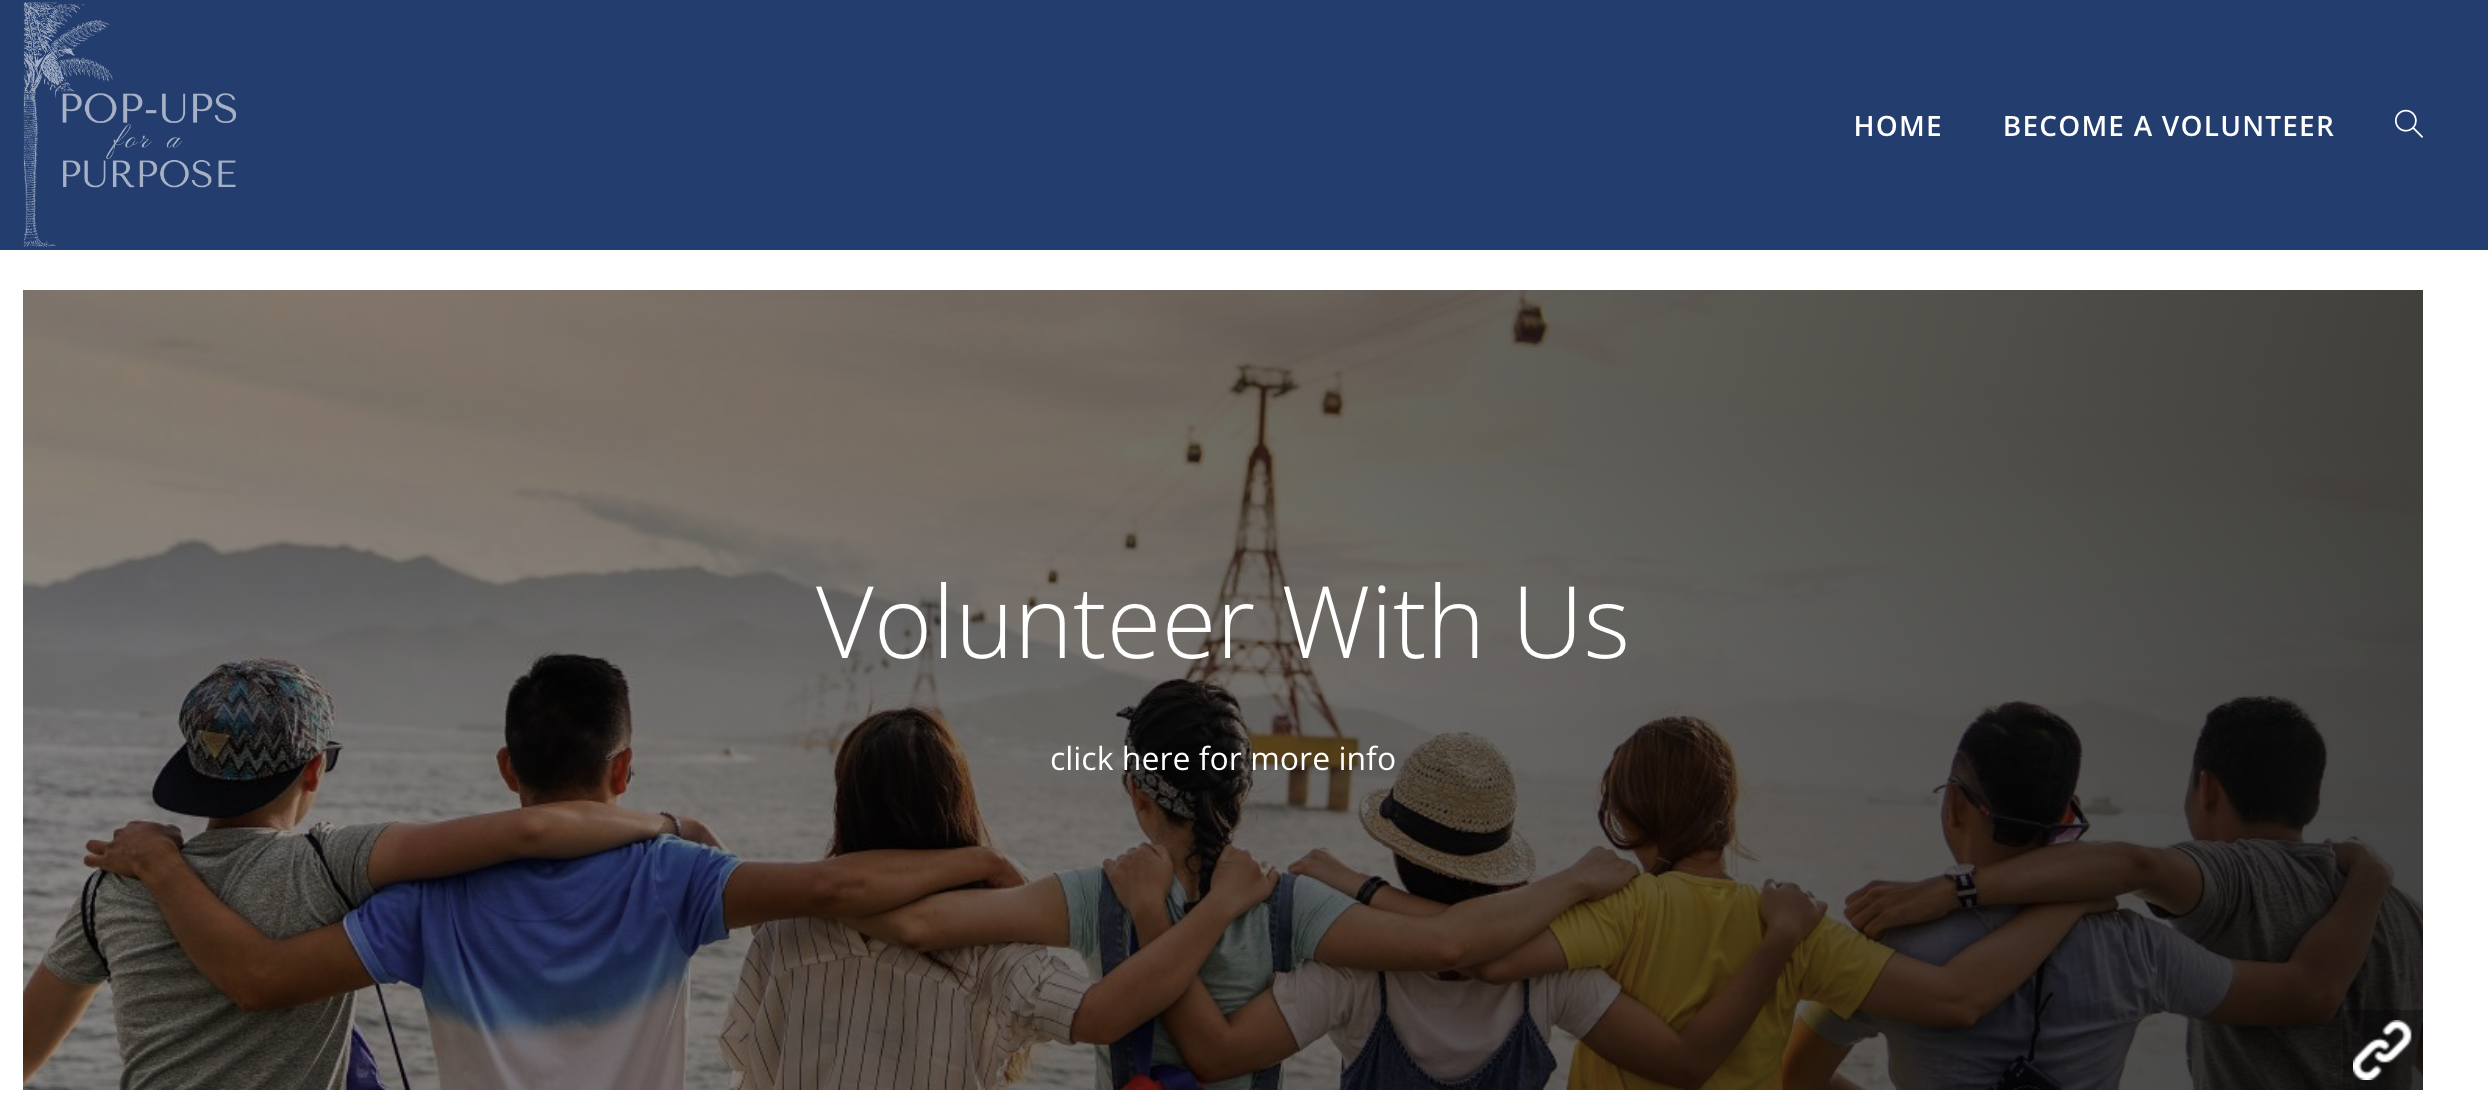 POP-UPS
for a
PURPOSE
HOME
BECOME A VOLUNTEER
Volunteer With Us
click here for more info